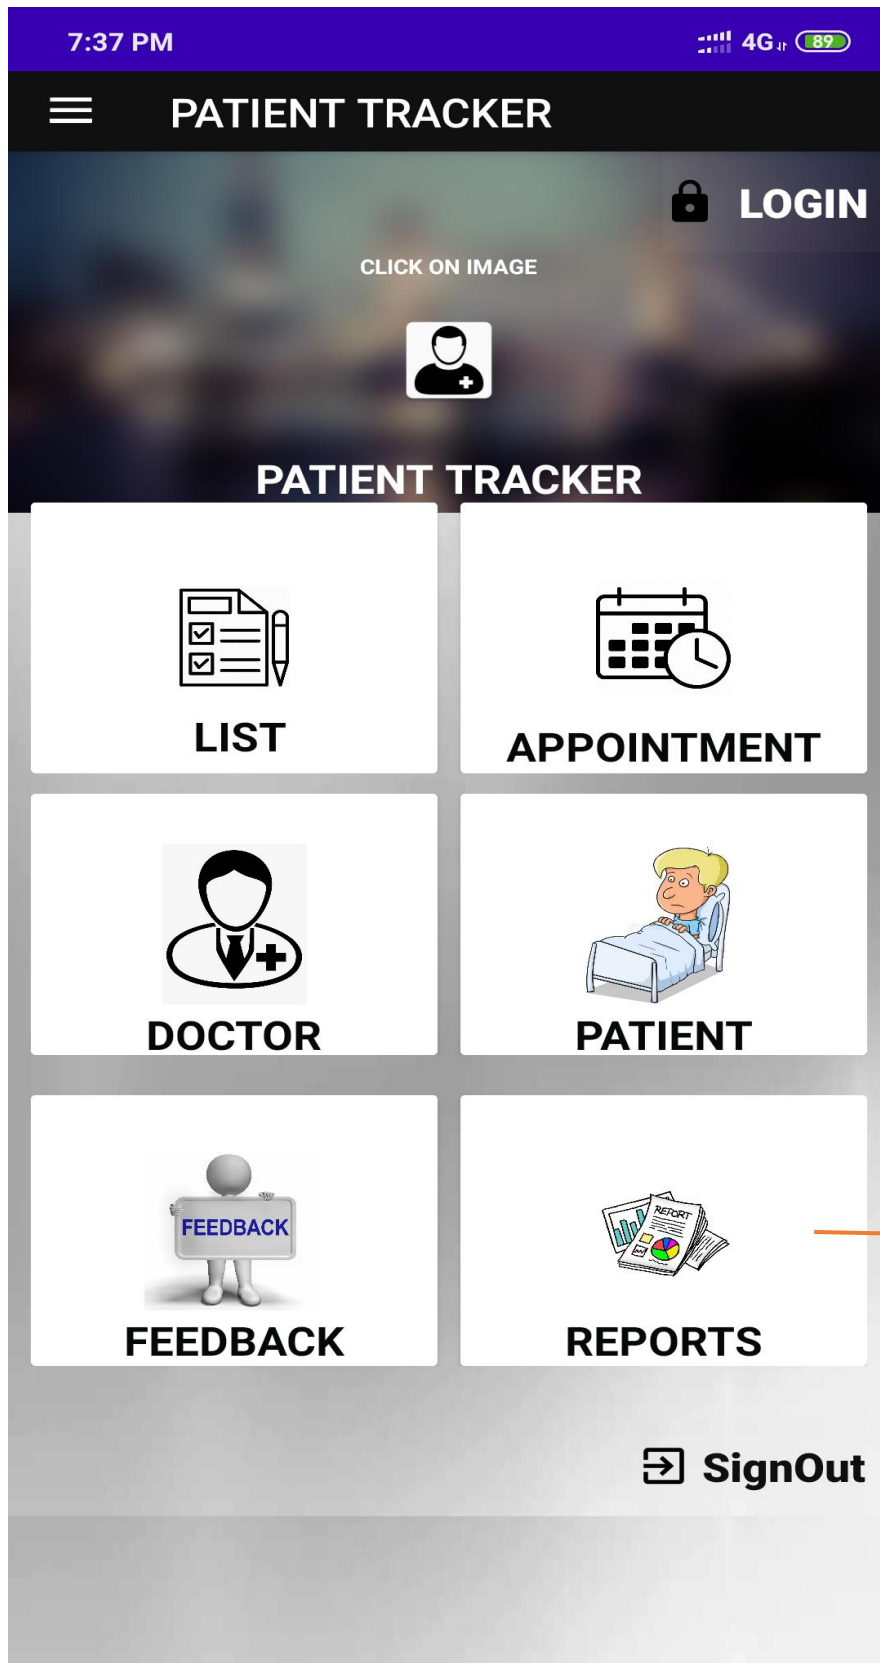 7:37 PM 4G 89
PATIENT TRACKER
LOGIN
CLICK ON IMAGE
PATIENT TRACKER
LIST
APPOINTMENT
DOCTOR
PATIENT
FEEDBACK
REPORT
FEEDBACK
REPORTS
SignOut